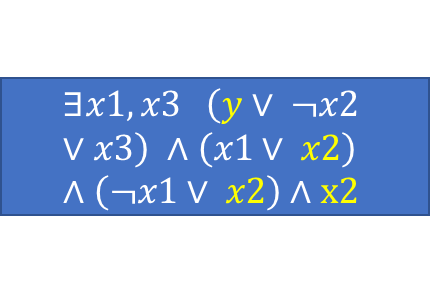 ∃x1, x3 (y ∨ ¬x2
∨ x3) ∧ (x1 ∨ x2)
∧ (¬x1 ∨ x2) ∧ x2